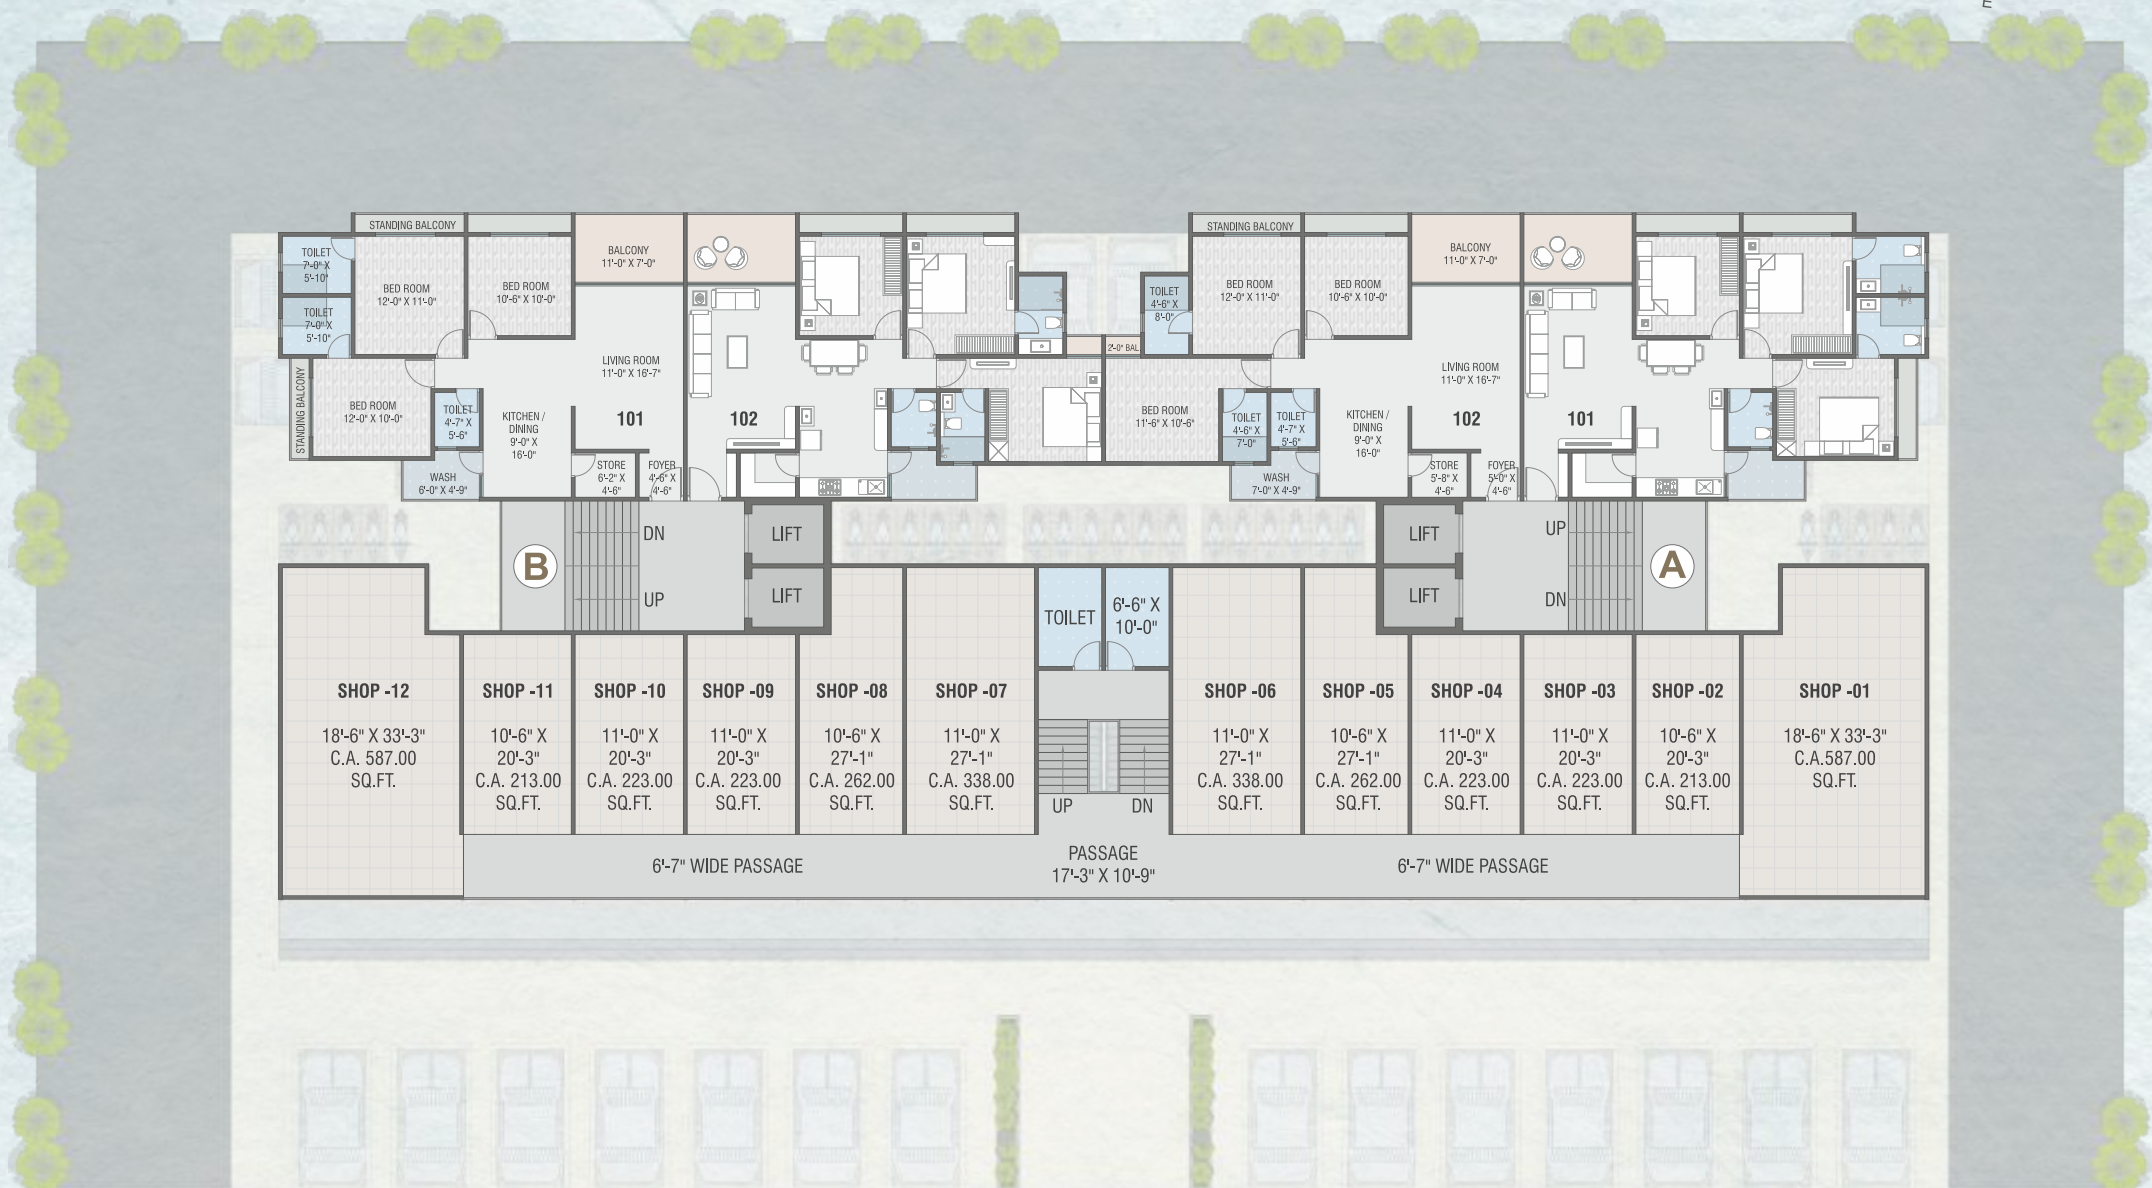 E
STANDING BALCONY
TOILET
7'-0" X
5'-10"
BED ROOM
12'-0" X 11'-0"
BED ROOM
10'-6" X 10'-0"
BALCONY
11'-0" X 7'-0"
TOILET
7'-0" X
5'-10"
STANDING BALCONY
BED ROOM
12'-0" X 10'-0"
TOILET
4'-7" X
5'-6"
WASH
6'-0" X 4'-9"
KITCHEN /
DINING
9'-0" X
16'-0"
LIVING ROOM
11'-0" X 16'-7"
101
STORE
6'-2" X
4'-6"
FOYER
4'-6" X
4'-6"
102
2'-0" BAL
STANDING BALCONY
TOILET
4'-6" X
8'-0"
BED ROOM
12'-0" X 11'-0"
BED ROOM
10'-6" X 10'-0"
BALCONY
11'-0" X 7'-0"
BED ROOM
11'-6" X 10'-6"
TOILET
4'-6" X
7'-0"
TOILET
4'-7" X
5'-6"
WASH
7'-0" X 4'-9"
KITCHEN /
DINING
9'-0" X
16'-0"
LIVING ROOM
11'-0" X 16'-7"
102
STORE
5'-8" X
4'-6"
FOYER
5'-0" X
4'-6"
101
B
DN
UP
LIFT
LIFT
LIFT
LIFT
UP
DN
A
TOILET
6'-6" X
10'-0"
SHOP -12
18'-6" X 33'-3"
C.A. 587.00
SQ.FT.
SHOP -11
10'-6" X
20'-3"
C.A. 213.00
SQ.FT.
SHOP -10
11'-0" X
20'-3"
C.A. 223.00
SQ.FT.
SHOP -09
11'-0" X
20'-3"
C.A. 223.00
SQ.FT.
SHOP -08
10'-6" X
27'-1"
C.A. 262.00
SQ.FT.
SHOP -07
11'-0" X
27'-1"
C.A. 338.00
SQ.FT.
UP
DN
SHOP -06
11'-0" X
27'-1"
C.A. 338.00
SQ.FT.
SHOP -05
10'-6" X
27'-1"
C.A. 262.00
SQ.FT.
SHOP -04
11'-0" X
20'-3"
C.A. 223.00
SQ.FT.
SHOP -03
11'-0" X
20'-3"
C.A. 223.00
SQ.FT.
SHOP -02
10'-6" X
20'-3"
C.A. 213.00
SQ.FT.
SHOP -01
18'-6" X 33'-3"
C.A.587.00
SQ.FT.
6'-7" WIDE PASSAGE
PASSAGE
17'-3" X 10'-9"
6'-7" WIDE PASSAGE